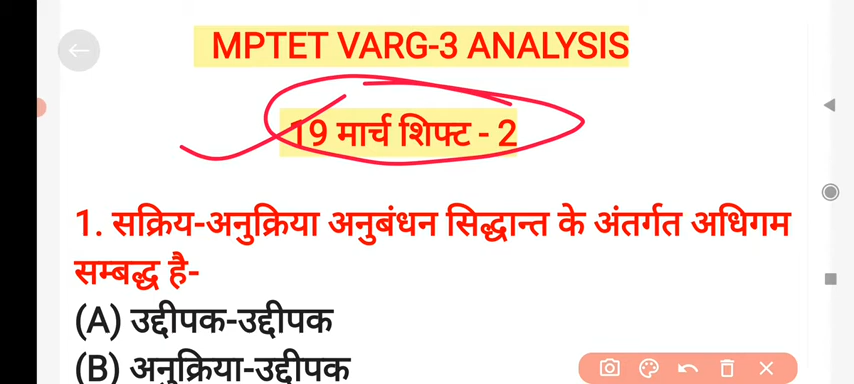 MPTET VARG-3 ANALYSIS
19 मार्च शिफ्ट - 2
1. सक्रिय-अनुक्रिया अनुबंधन सिद्धान्त के अंतर्गत अधिगम
सम्बद्ध है-
(A) उद्दीपक-उद्दीपक
(B) अनुक्रिया-उद्दीपक